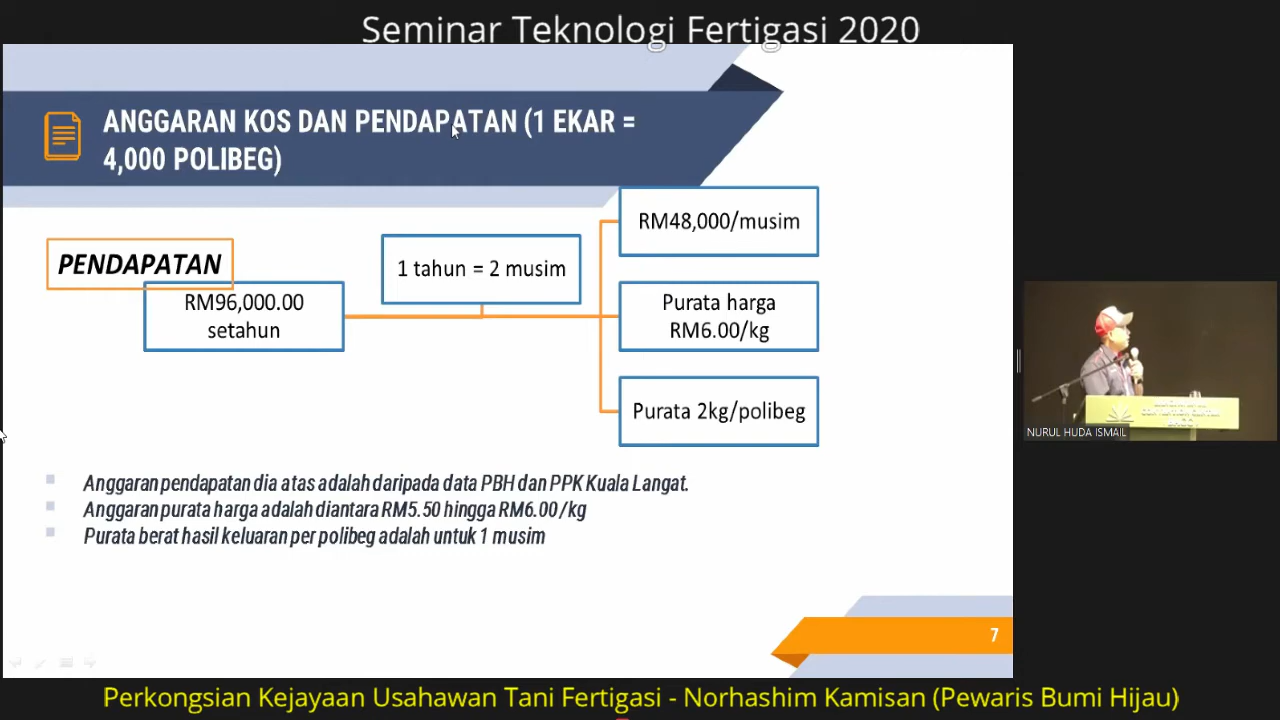 Seminar Teknologi Fertigasi 2020
ANGGARAN KOS DAN PENDAPATAN (1 EKAR =
4,000 POLIBEG)
PENDAPATAN
RM96,000.00
setahun
1 tahun = 2 musim
RM48,000/musim
Purata harga
RM6.00/kg
Purata 2kg/polibeg
Anggaran pendapatan dia atas adalah daripada data PBH dan PPK Kuala Langat.
Anggaran purata harga adalah diantara RM5.50 hingga RM6.00/kg
Purata berat hasil keluaran per polibeg adalah untuk 1 musim
7
NURUL HUDA ISMAIL
Perkongsian Kejayaan Usahawan Tani Fertigasi - Norhashim Kamisan (Pewaris Bumi Hijau)